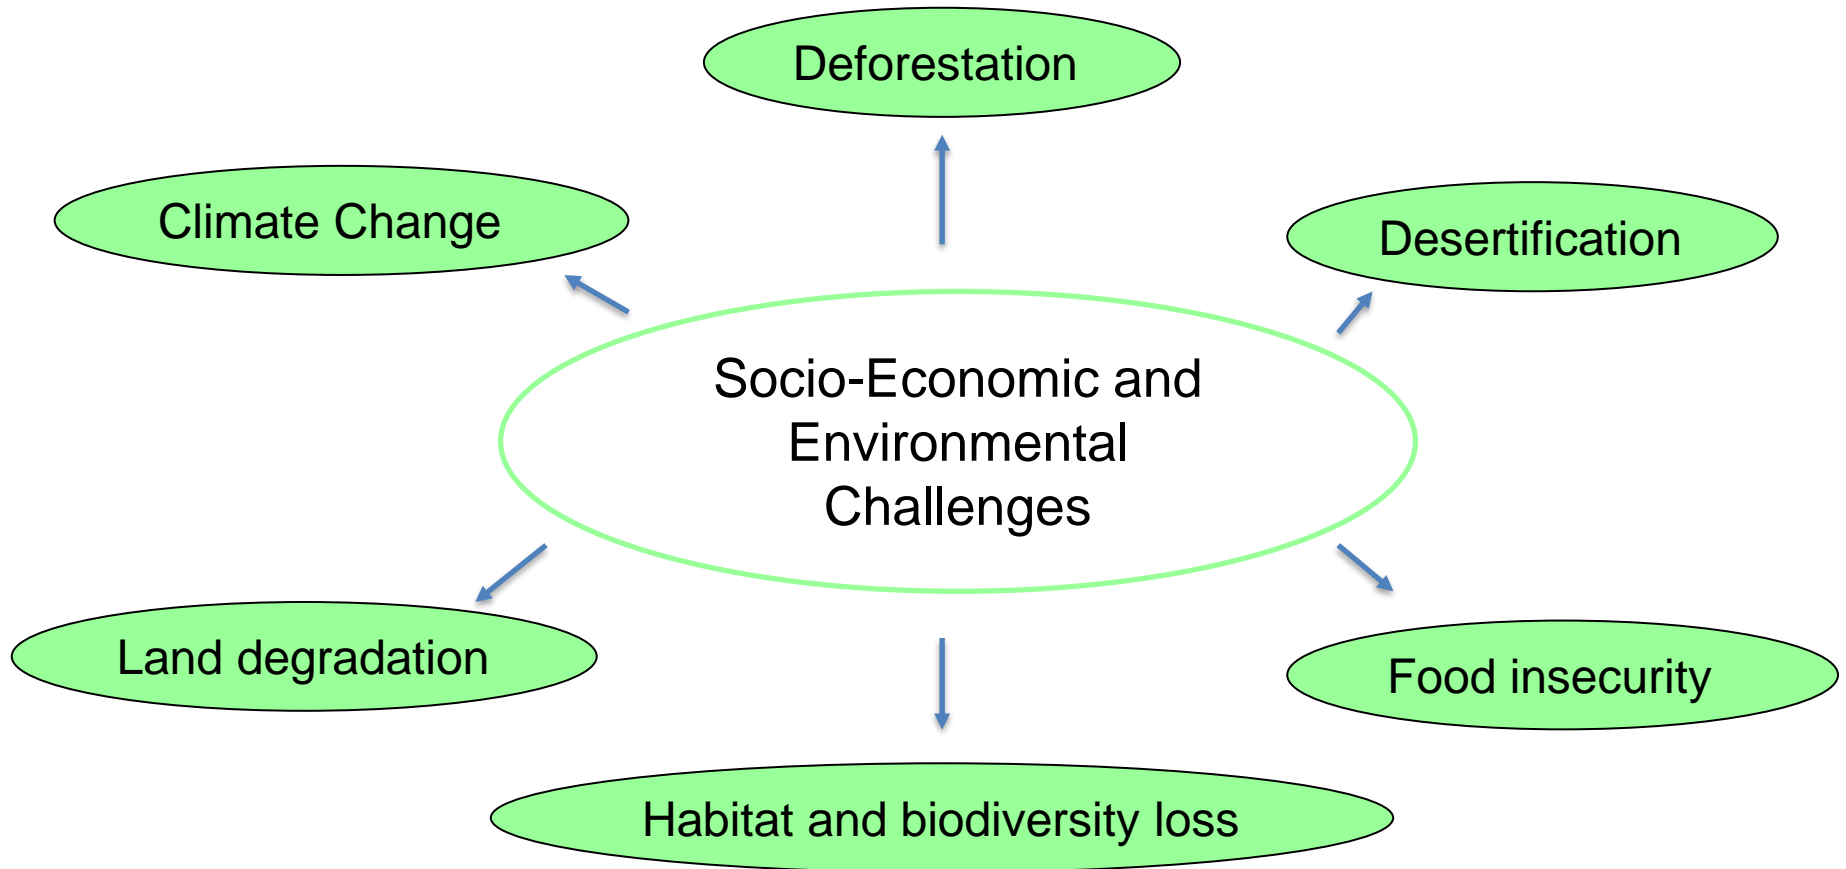 Deforestation
Climate Change
Desertification
Socio-Economic and
Environmental
Challenges
Land degradation
Food insecurity
Habitat and biodiversity loss